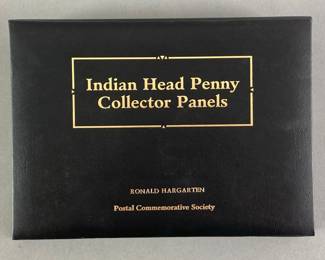 Indian Head Penny
Collector Panels
RONALD HARGARTEN
Postal Commemorative Society